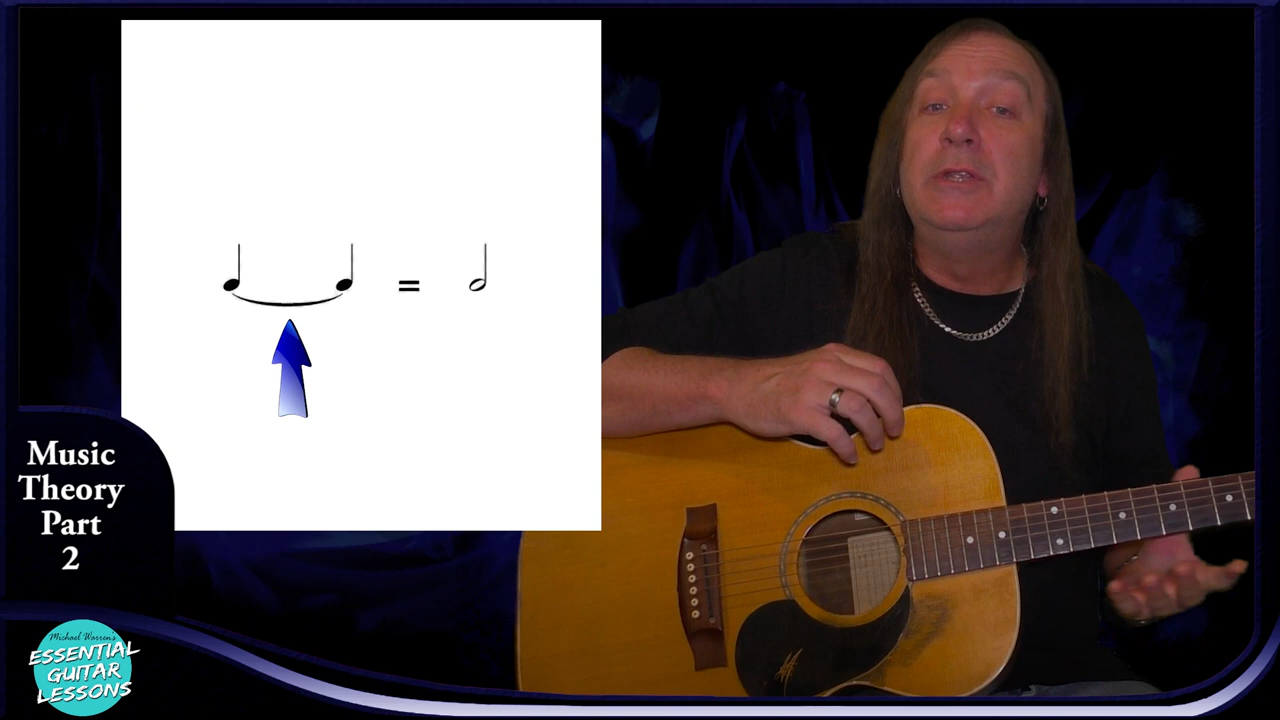 =
Music
Theory
Part
2
Michael Warren's
ESSENTIAL
GUITAR
LESSONS